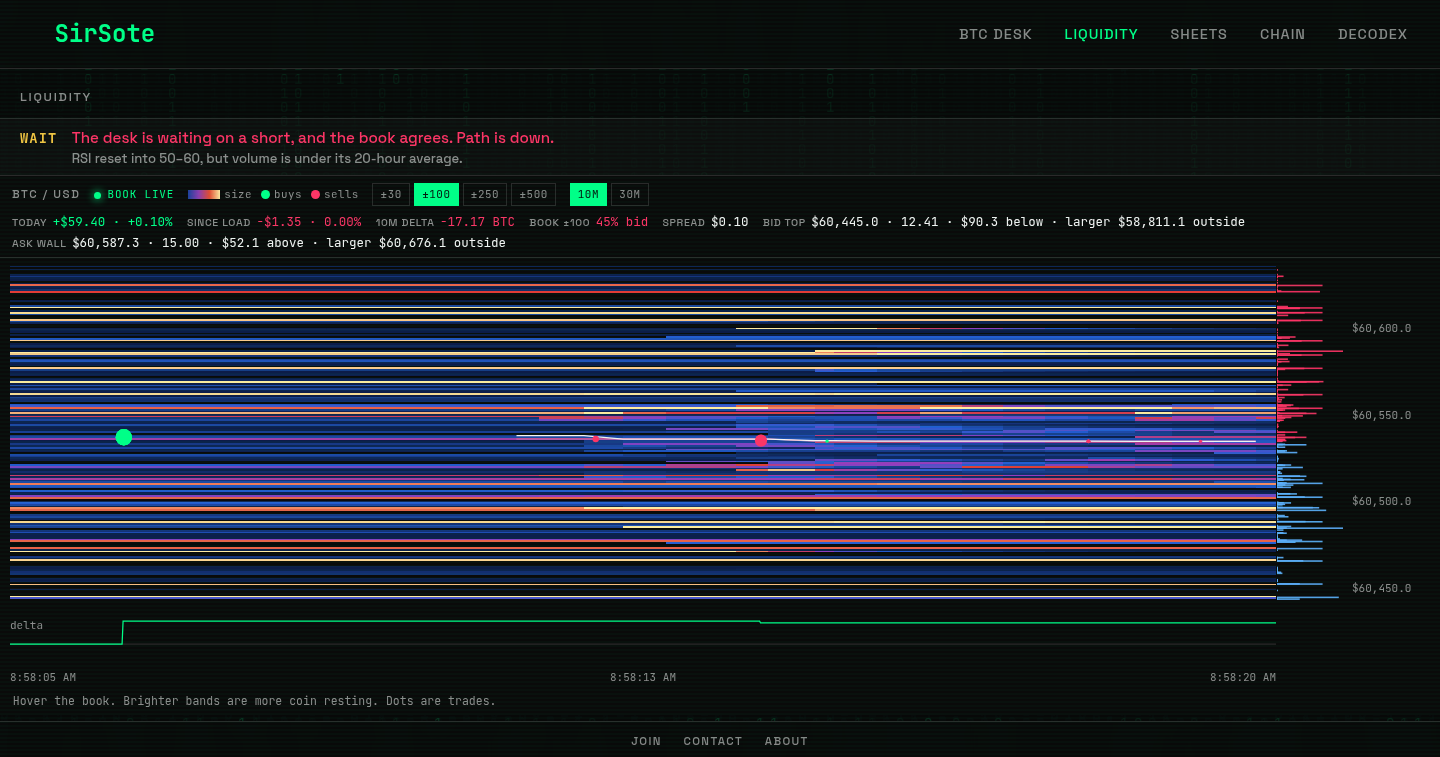 SirSote
BTC DESK LIQUIDITY SHEETS CHAIN DECODEX
LIQUIDITY
WAIT The desk is waiting on a short, and the book agrees. Path is down.
RSI reset into 50–60, but volume is under its 20-hour average.
BTC / USD BOOK LIVE size buys sells ±30 ±100 ±250 ±500 10M 30M
TODAY +$59.40 · +0.10% SINCE LOAD -$1.35 · 0.00% 10M DELTA -17.17 BTC BOOK ±100 45% bid SPREAD $0.10 BID TOP $60,445.0 · 12.41 · $90.3 below · larger $58,811.1 outside
ASK WALL $60,587.3 · 15.00 · $52.1 above · larger $60,676.1 outside
$60,600.0
$60,550.0
$60,500.0
$60,450.0
delta
8:58:05 AM 8:58:13 AM 8:58:20 AM
Hover the book. Brighter bands are more coin resting. Dots are trades.
JOIN CONTACT ABOUT